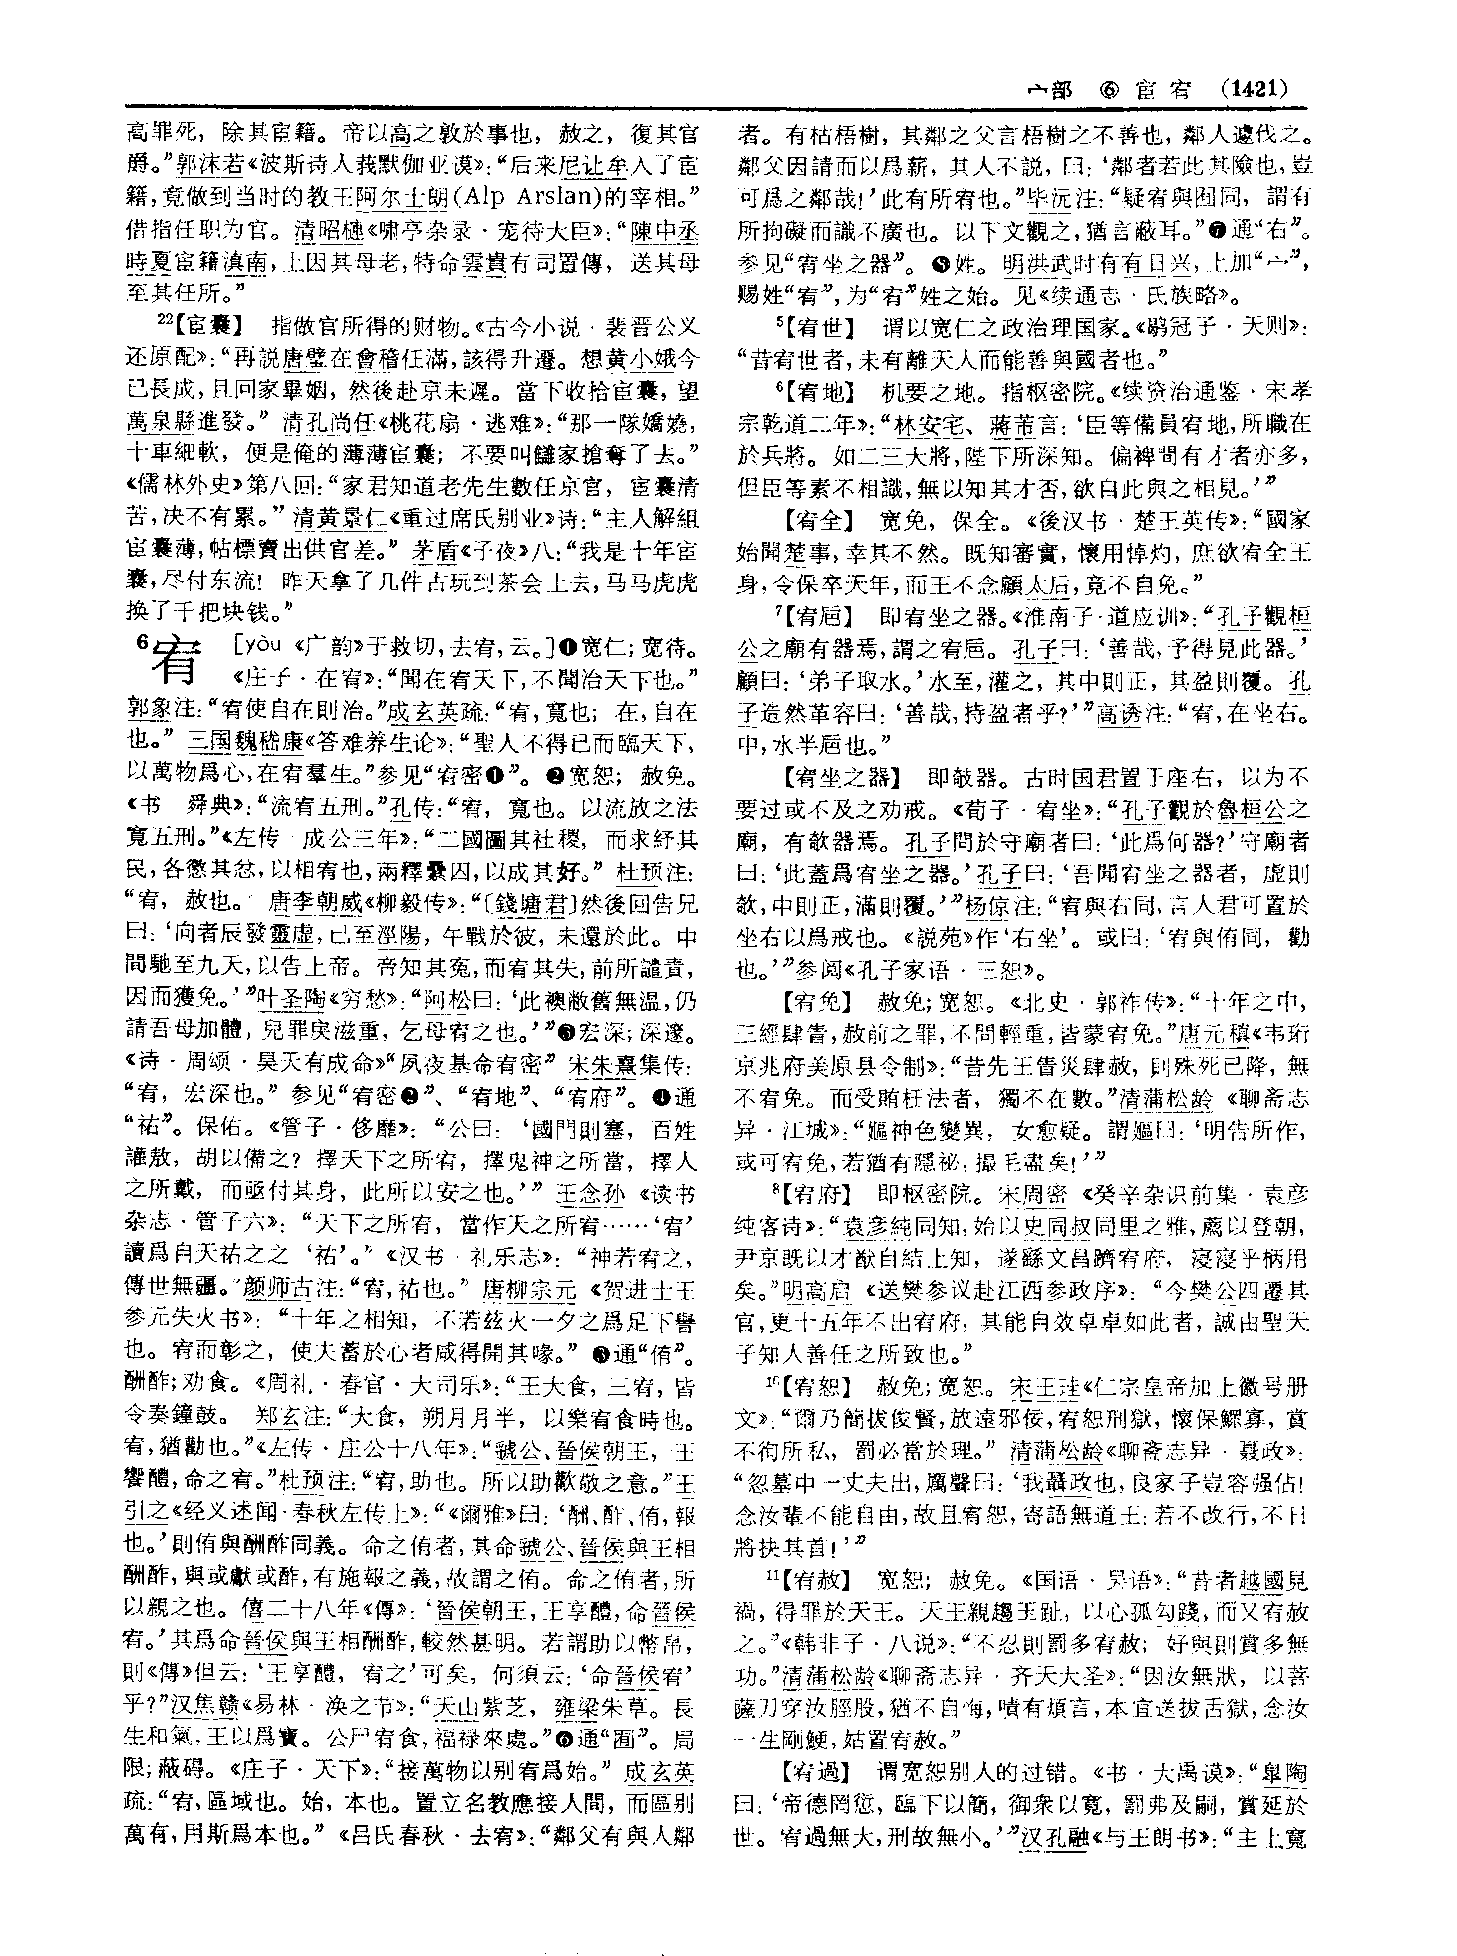 宀部 ⑥ 宦宥 (1421)
高罪死，除其宦籍。帝以高之敦於事也，赦之，復其官
爵。”郭沫若《波斯诗人莪默伽亚谟》：“后来尼让牟入了宦
籍，竟做到当时的教王阿尔士朗(Alp Arslan)的宰相。”
借指任职为官。清昭槤《啸亭杂录·宠待大臣》：“陳中丞
時夏宦籍滇南，上因其母老，特命雲貴有司置傳，送其母
至其任所。”
22【宦囊】 指做官所得的财物。《古今小说·裴晋公义
还原配》：“再説唐璧在會稽任滿，該得升遷。想黄小娥今
已長成，且回家畢姻，然後赴京未遲。當下收拾宦囊，望
萬泉縣進發。”清孔尚任《桃花扇·逃难》：“那一隊嬌嬈，
十車細軟，便是俺的薄薄宦囊；不要叫讎家搶奪了去。”
《儒林外史》第八回：“家君知道老先生數任京官，宦囊清
苦，决不有累。”清黄景仁《重过席氏别业》诗：“主人解組
宦囊薄，帖標賣出供官差。”茅盾《子夜》八：“我是十年宦
囊，尽付东流！昨天拿了几件古玩到茶会上去，马马虎虎
换了千把块钱。”
6宥 [yòu 《广韵》于救切，去宥，云。]❶宽仁；宽待。
《庄子·在宥》：“聞在宥天下，不聞治天下也。”
郭象注：“宥使自在則治。”成玄英疏：“宥，寬也；在，自在
也。”三国魏嵇康《答难养生论》：“聖人不得已而臨天下，
以萬物爲心，在宥羣生。”参见“宥密❶”。❷宽恕；赦免。
《书 舜典》：“流宥五刑。”孔传：“宥，寬也。以流放之法
寬五刑。”《左传·成公三年》：“二國圖其社稷，而求紓其
民，各懲其忿，以相宥也，兩釋纍囚，以成其好。”杜预注：
“宥，赦也。”唐李朝威《柳毅传》：“〔錢塘君〕然後回告兄
曰：‘向者辰發靈虚，已至涇陽，午戰於彼，未還於此。中
間馳至九天，以告上帝。帝知其寃，而宥其失，前所譴責，
因而獲免。’”叶圣陶《穷愁》：“阿松曰：‘此襖敝舊無温，仍
請吾母加體，兒罪戾滋重，乞母宥之也。’”❸宏深；深邃。
《诗·周颂·昊天有成命》“夙夜基命宥密”宋朱熹集传：
“宥，宏深也。”参见“宥密❷”、“宥地”、“宥府”。❹通
“祐”。保佑。《管子·侈靡》：“公曰：‘國門則塞，百姓
誰敖，胡以備之？擇天下之所宥，擇鬼神之所當，擇人
之所戴，而亟付其身，此所以安之也。’”王念孙《读书
杂志·管子六》：“天下之所宥，當作天之所宥……‘宥’
讀爲自天祐之之‘祐’。”《汉书·礼乐志》：“神若宥之，
傳世無疆。”颜师古注：“宥，祐也。”唐柳宗元《贺进士王
参元失火书》：“十年之相知，不若兹火一夕之爲足下譽
也。宥而彰之，使夫蓄於心者咸得開其喙。”❺通“侑”。
酬酢；劝食。《周礼·春官·大司乐》：“王大食，三宥，皆
令奏鐘鼓。”郑玄注：“大食，朔月月半，以樂宥食時也。
宥，猶勸也。”《左传·庄公十八年》：“虢公、晉侯朝王，王
饗醴，命之宥。”杜预注：“宥，助也。所以助歡敬之意。”王
引之《经义述闻·春秋左传上》：“《爾雅》曰：‘酬、酢、侑，報
也。’則侑與酬酢同義。命之侑者，其命虢公、晉侯與王相
酬酢，與或獻或酢，有施報之義，故謂之侑。命之侑者，所
以親之也。僖二十八年《傳》：‘晉侯朝王，王享醴，命晉侯
宥。’其爲命晉侯與王相酬酢，較然甚明。若謂助以幣帛，
則《傳》但云：‘王享醴，宥之’可矣，何須云：‘命晉侯宥’
乎？”汉焦赣《易林·涣之节》：“天山紫芝，雍梁朱草。長
生和氣，王以爲寶。公尸宥食，福禄來處。”❻通“囿”。局
限；蔽碍。《庄子·天下》：“接萬物以别宥爲始。”成玄英
疏：“宥，區域也。始，本也。置立名教應接人間，而區别
萬有，用斯爲本也。”《吕氏春秋·去宥》：“鄰父有與人鄰
者。有枯梧樹，其鄰之父言梧樹之不善也，鄰人遽伐之。
鄰父因請而以爲薪，其人不説，曰：‘鄰者若此其險也，豈
可爲之鄰哉！’此有所宥也。”毕沅注：“疑宥與囿同，謂有
所拘礙而識不廣也。以下文觀之，猶言蔽耳。”❼通“右”。
参见“宥坐之器”。❽姓。明洪武时有有日兴，上加“宀”，
赐姓“宥”，为“宥”姓之始。见《续通志·氏族略》。
5【宥世】 谓以宽仁之政治理国家。《鹖冠子·天则》：
“昔宥世者，未有離天人而能善與國者也。”
6【宥地】 机要之地。指枢密院。《续资治通鉴·宋孝
宗乾道二年》：“林安宅、蔣芾言：‘臣等備員宥地，所職在
於兵將。如二三大將，陛下所深知。偏裨間有才者亦多，
但臣等素不相識，無以知其才否，欲自此與之相見。’”
【宥全】 宽免，保全。《後汉书·楚王英传》：“國家
始聞楚事，幸其不然。既知審實，懷用悼灼，庶欲宥全王
身，令保卒天年，而王不念顧太后，竟不自免。”
7【宥卮】 即宥坐之器。《淮南子·道应训》：“孔子觀桓
公之廟有器焉，謂之宥卮。孔子曰：‘善哉，予得見此器。’
顧曰：‘弟子取水。’水至，灌之，其中則正，其盈則覆。孔
子造然革容曰：‘善哉，持盈者乎？’”高诱注：“宥，在坐右。
中，水半卮也。”
【宥坐之器】 即欹器。古时国君置于座右，以为不
要过或不及之劝戒。《荀子·宥坐》：“孔子觀於魯桓公之
廟，有欹器焉。孔子問於守廟者曰：‘此爲何器？’守廟者
曰：‘此蓋爲宥坐之器。’孔子曰：‘吾聞宥坐之器者，虚則
欹，中則正，滿則覆。’”杨倞注：“宥與右同，言人君可置於
坐右以爲戒也。《説苑》作‘右坐’。或曰：‘宥與侑同，勸
也。’”参阅《孔子家语·三恕》。
【宥免】 赦免；宽恕。《北史·郭祚传》：“十年之中，
三經肆眚，赦前之罪，不問輕重，皆蒙宥免。”唐元稹《韦珩
京兆府美原县令制》：“昔先王眚災肆赦，則殊死已降，無
不宥免。而受賄枉法者，獨不在數。”清蒲松龄《聊斋志
异·江城》：“嫗神色變異，女愈疑。謂嫗曰：‘明告所作，
或可宥免，若猶有隱祕，撮毛盡矣！’”
8【宥府】 即枢密院。宋周密《癸辛杂识前集·袁彦
纯客诗》：“袁彦純同知，始以史同叔同里之雅，薦以登朝，
尹京既以才猷自結上知，遂繇文昌躋宥府，寖寖乎柄用
矣。”明高启《送樊参议赴江西参政序》：“今樊公四遷其
官，更十五年不出宥府，其能自效卓卓如此者，誠由聖天
子知人善任之所致也。”
10【宥恕】 赦免；宽恕。宋王珪《仁宗皇帝加上徽号册
文》：“爾乃簡拔俊賢，放遠邪佞，宥恕刑獄，懷保鰥寡，賞
不徇所私，罰必當於理。”清蒲松龄《聊斋志异·聂政》：
“忽墓中一丈夫出，厲聲曰：‘我聶政也，良家子豈容强佔！
念汝輩不能自由，故且宥恕，寄語無道王：若不改行，不日
將抉其首！’”
11【宥赦】 宽恕；赦免。《国语·吴语》：“昔者越國見
禍，得罪於天王。天王親趨玉趾，以心孤勾踐，而又宥赦
之。”《韩非子·八说》：“不忍則罰多宥赦；好與則賞多無
功。”清蒲松龄《聊斋志异·齐天大圣》：“因汝無狀，以菩
薩刀穿汝脛股，猶不自悔，嘖有煩言，本宜送拔舌獄，念汝
一生剛鯁，姑置宥赦。”
【宥過】 谓宽恕别人的过错。《书·大禹谟》：“臯陶
曰：‘帝德罔愆，臨下以簡，御衆以寬，罰弗及嗣，賞延於
世。宥過無大，刑故無小。’”汉孔融《与王朗书》：“主上寬